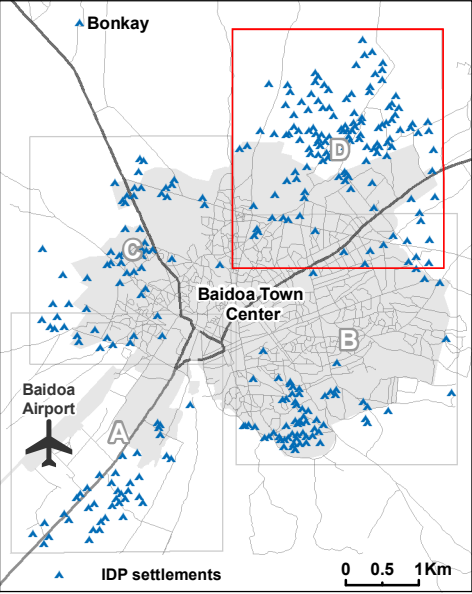 Bonkay
D
C
Baidoa Town
Center
B
Baidoa
Airport
A
IDP settlements
0 0.5 1Km